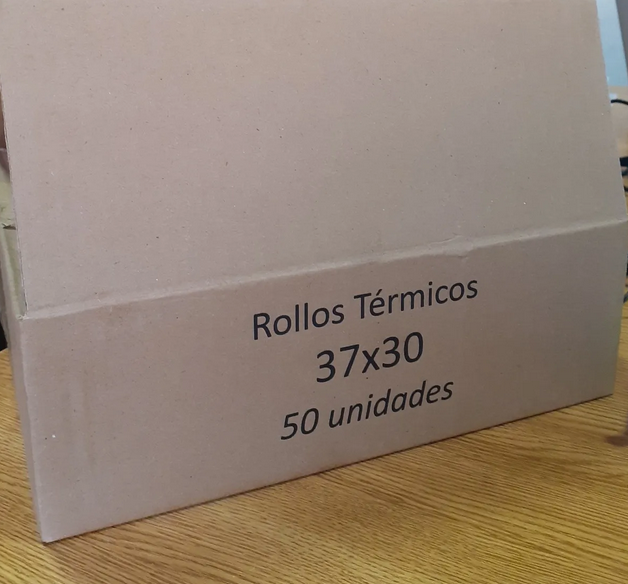 Rollos Térmicos
37x30
50 unidades